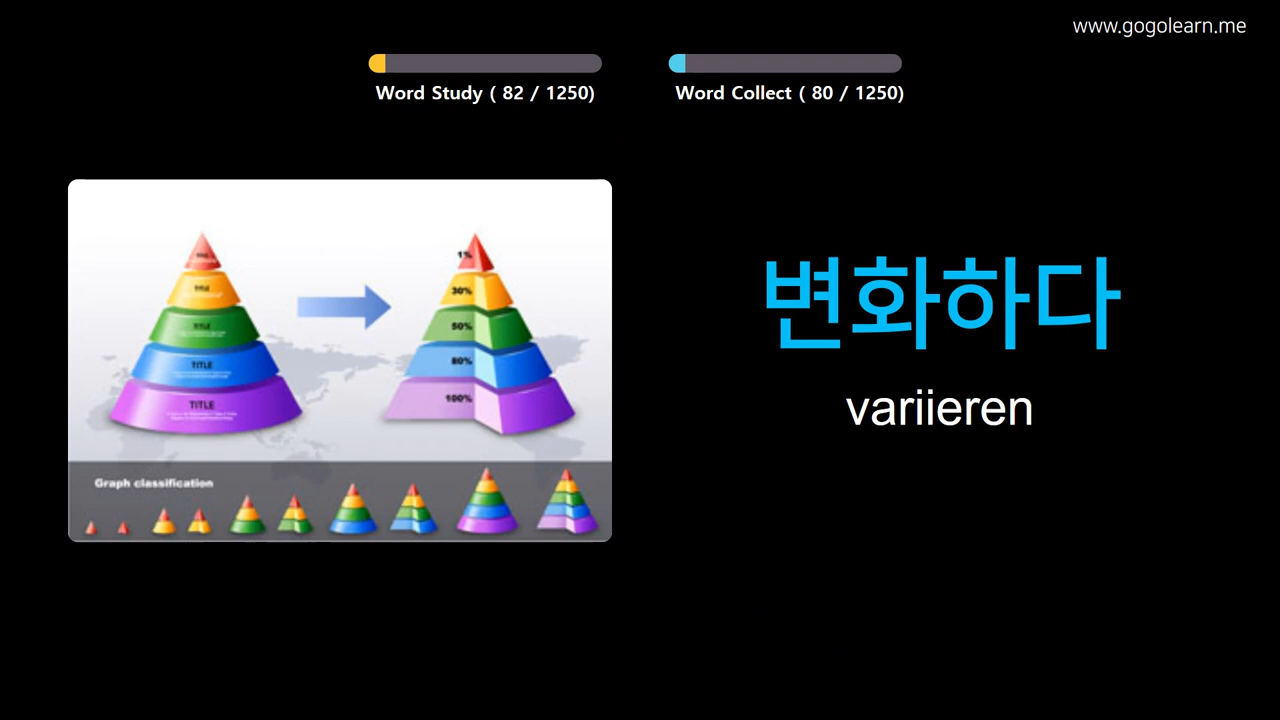 www.gogolearn.me
Word Study ( 82 / 1250)
Word Collect ( 80 / 1250)
변화하다
variieren
1%
TITLE
30%
TITLE
50%
TITLE
80%
TITLE
100%
Graph classification